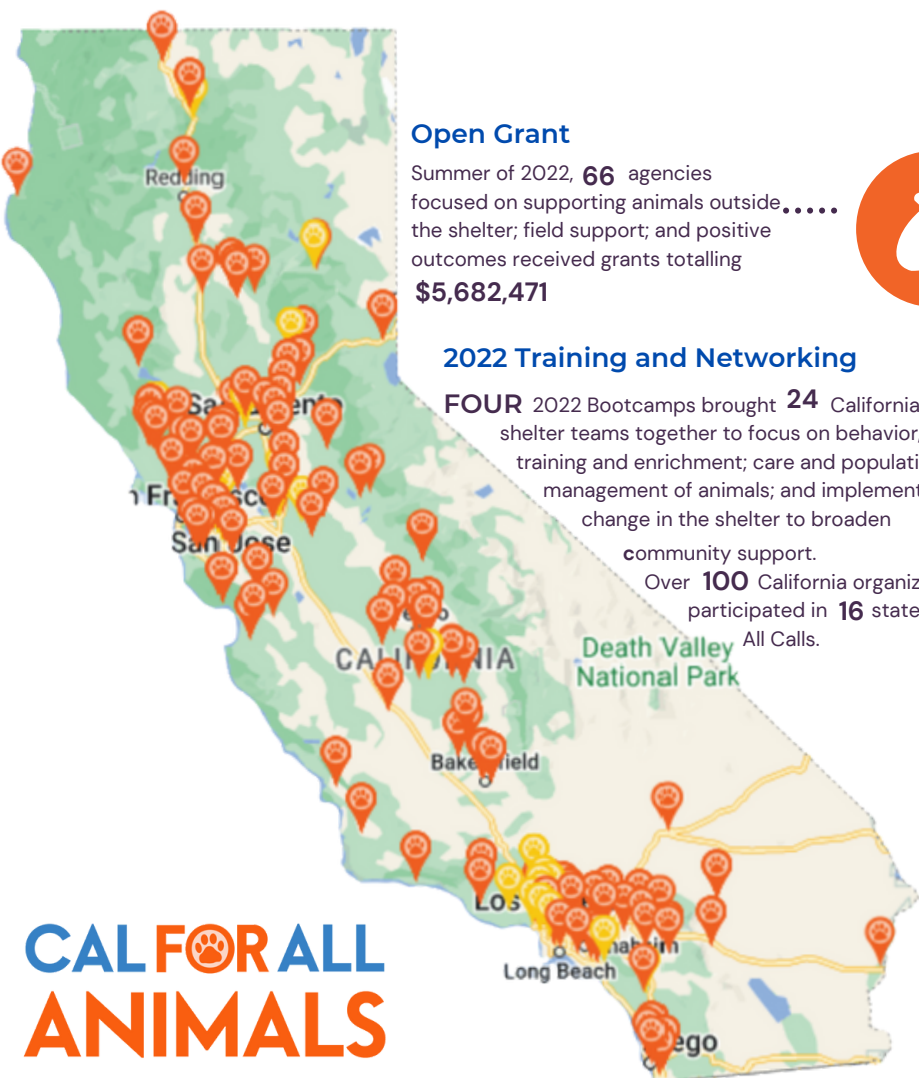 Open Grant
Summer of 2022, 66 agencies
focused on supporting animals outside.....
the shelter; field support; and positive
outcomes received grants totalling
$5,682,471
2022 Training and Networking
FOUR 2022 Bootcamps brought 24 California
shelter teams together to focus on behavior,
training and enrichment; care and populati
management of animals; and implement
change in the shelter to broaden
community support.
Over 100 California organiz
participated in 16 state
All Calls.
Redding
San Jose
CALIFORNIA
Death Valley
National Park
Bakersfield
Los
Long Beach
CAL FOR ALL
ANIMALS